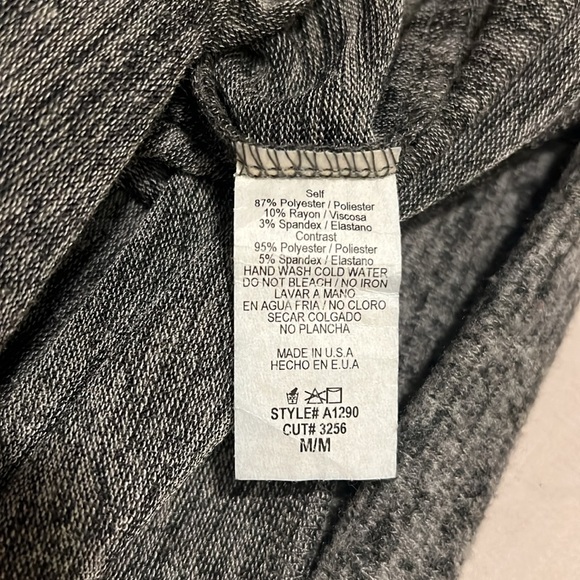 Self
87% Polyester / Poliester
10% Rayon / Viscosa
3% Spandex / Elastano
Contrast
95% Polyester / Poliester
5% Spandex / Elastano
HAND WASH COLD WATER
DO NOT BLEACH / NO IRON
LAVAR A MANO
EN AGUA FRIA / NO CLORO
SECAR COLGADO
NO PLANCHA
MADE IN U.S.A
HECHO EN E.U.A
STYLE# A1290
CUT# 3256
M/M